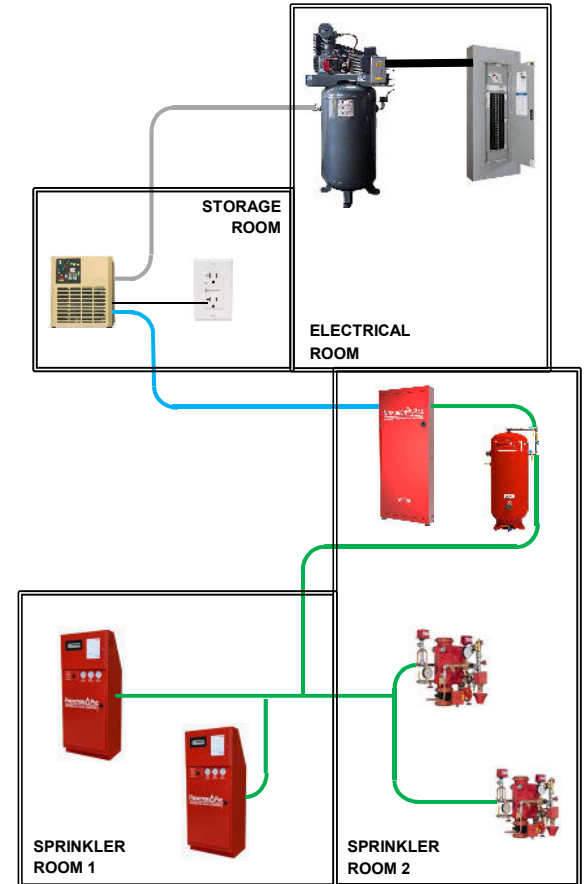 STORAGE
ROOM
ELECTRICAL
ROOM
SPRINKLER
ROOM 1
SPRINKLER
ROOM 2